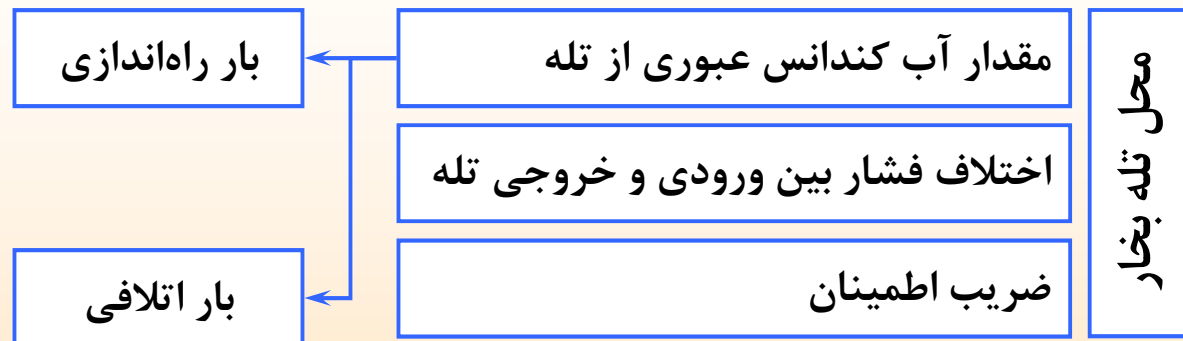 محل تله بخار
مقدار آب کندانس عبوری از تله
بار راه‌اندازی
اختلاف فشار بین ورودی و خروجی تله
ضریب اطمینان
بار اتلافی